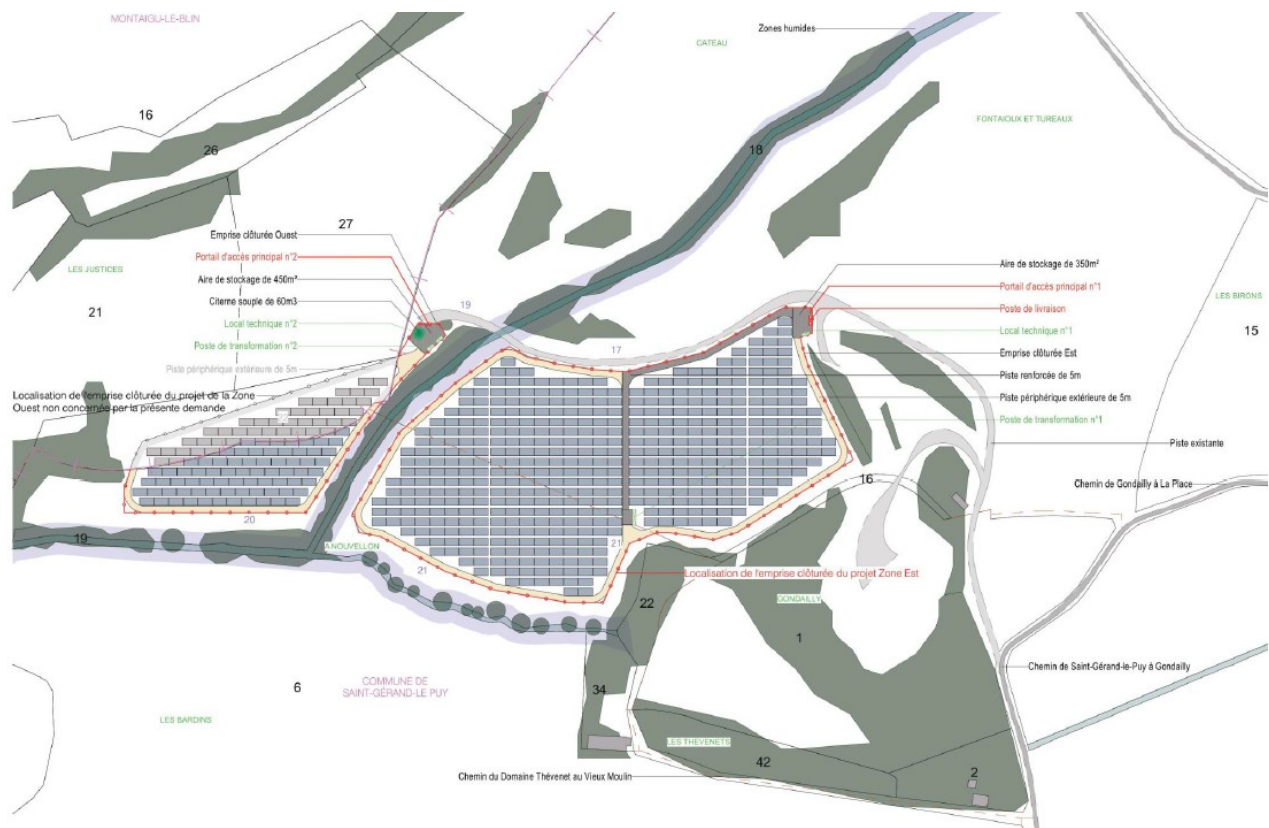 MONTAIGU-LE-BLIN
Zones humides
CATEAU
16
FONTAIOUX ET TUREAUX
26
18
27
Emprise clôturée Ouest
Portail d'accès principal n°2
Aire de stockage de 450m²
Citerne souple de 60m3
Local technique n°2
Poste de transformation n°2
Piste périphérique extérieure de 5m
Localisation de l'emprise clôturée du projet de la Zone
Ouest non concernée par la présente demande
LES JUSTICES
21
19
17
Aire de stockage de 350m²
Portail d'accès principal n°1
Poste de livraison
Local technique n°1
Emprise clôturée Est
Piste renforcée de 5m
Piste périphérique extérieure de 5m
Poste de transformation n°1
LES BIRONS
15
Piste existante
Chemin de Gondailly à La Place
16
20
19
A NOUVELLON
21
21
Localisation de l'emprise clôturée du projet Zone Est
22
GONDAILLY
1
Chemin de Saint-Gérand-le-Puy à Gondailly
6
COMMUNE DE
SAINT-GÉRAND-LE PUY
34
LES BARDINS
LES THEVENETS
42
2
Chemin du Domaine Thévenet au Vieux Moulin